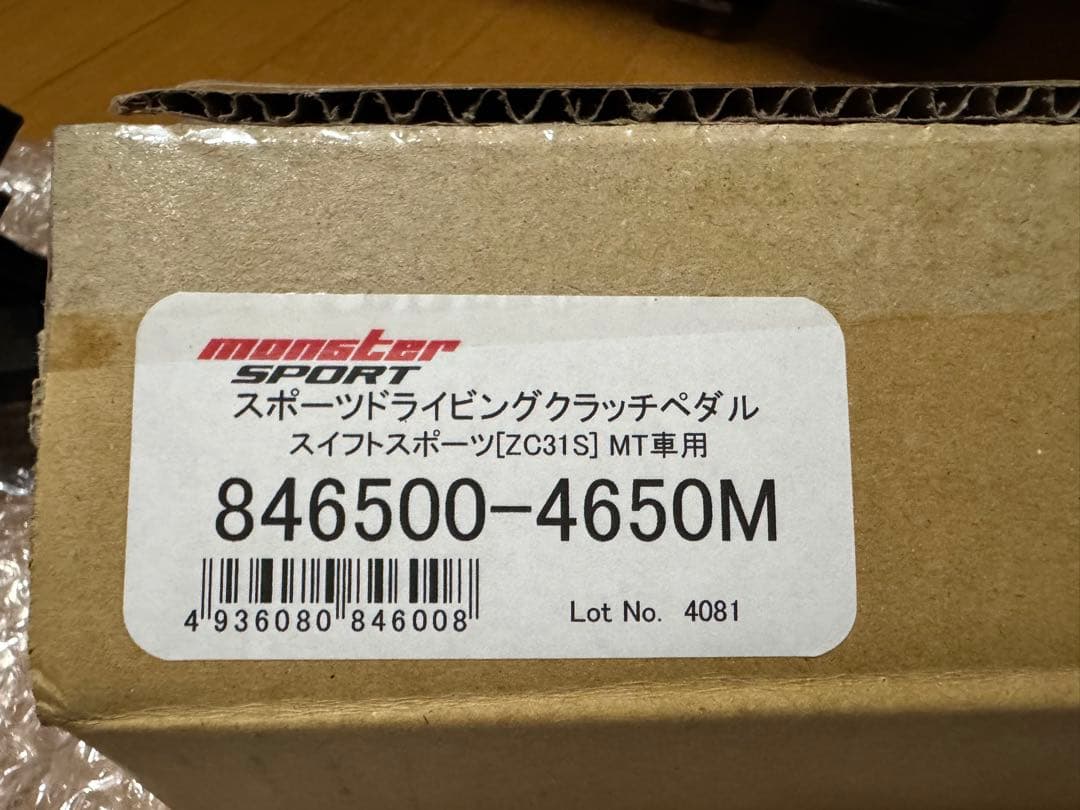 monster
SPORT
スポーツドライビングクラッチペダル
スイフトスポーツ[ZC31S] MT車用
846500-4650M
4 936080 846008
Lot No. 4081